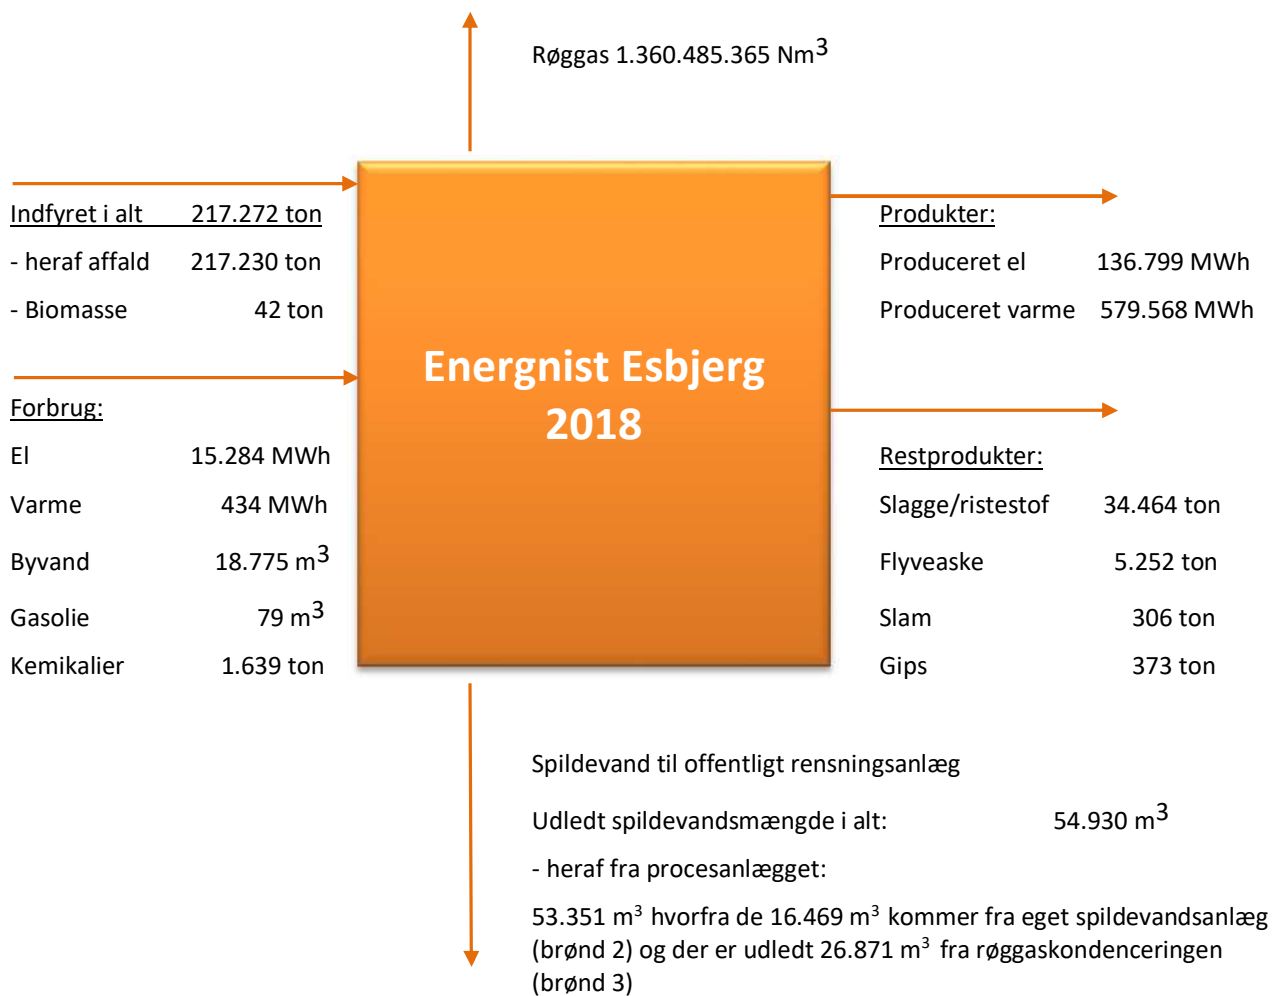 Røggas 1.360.485.365 Nm³
Indfyret i alt 217.272 ton
- heraf affald 217.230 ton
- Biomasse 42 ton
Forbrug:
El 15.284 MWh
Varme 434 MWh
Byvand 18.775 m³
Gasolie 79 m³
Kemikalier 1.639 ton
Energnist Esbjerg
2018
Produkter:
Produceret el 136.799 MWh
Produceret varme 579.568 MWh
Restprodukter:
Slagge/ristestof 34.464 ton
Flyveaske 5.252 ton
Slam 306 ton
Gips 373 ton
Spildevand til offentligt rensningsanlæg
Udledt spildevandsmængde i alt: 54.930 m³
- heraf fra procesanlægget:
53.351 m³ hvorfra de 16.469 m³ kommer fra eget spildevandsanlæg
(brønd 2) og der er udledt 26.871 m³ fra røggaskondenceringen
(brønd 3)